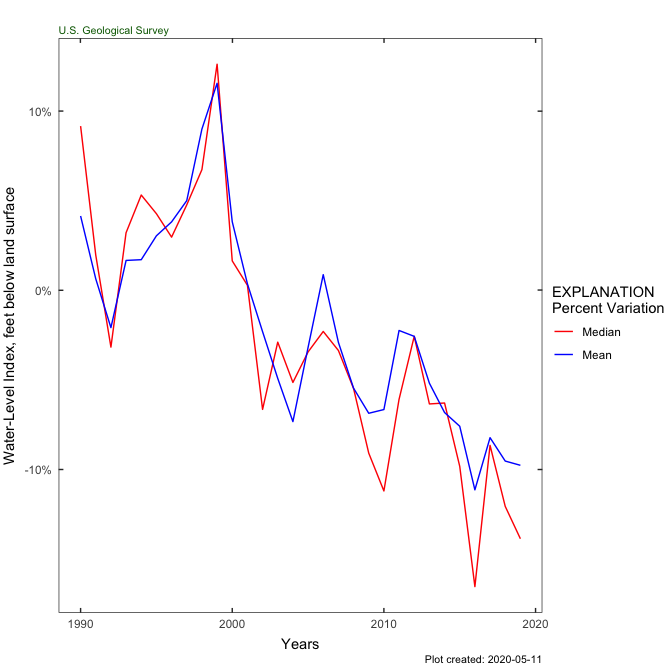 U.S. Geological Survey
Water-Level Index, feet below land surface
10%
0%
-10%
1990
2000
2010
2020
Years
EXPLANATION
Percent Variation
Median
Mean
Plot created: 2020-05-11